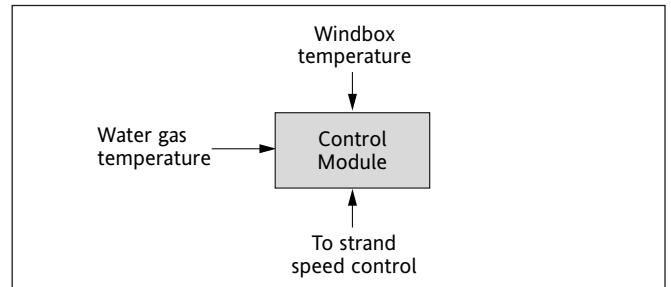 Windbox
temperature
Water gas
temperature
Control
Module
To strand
speed control